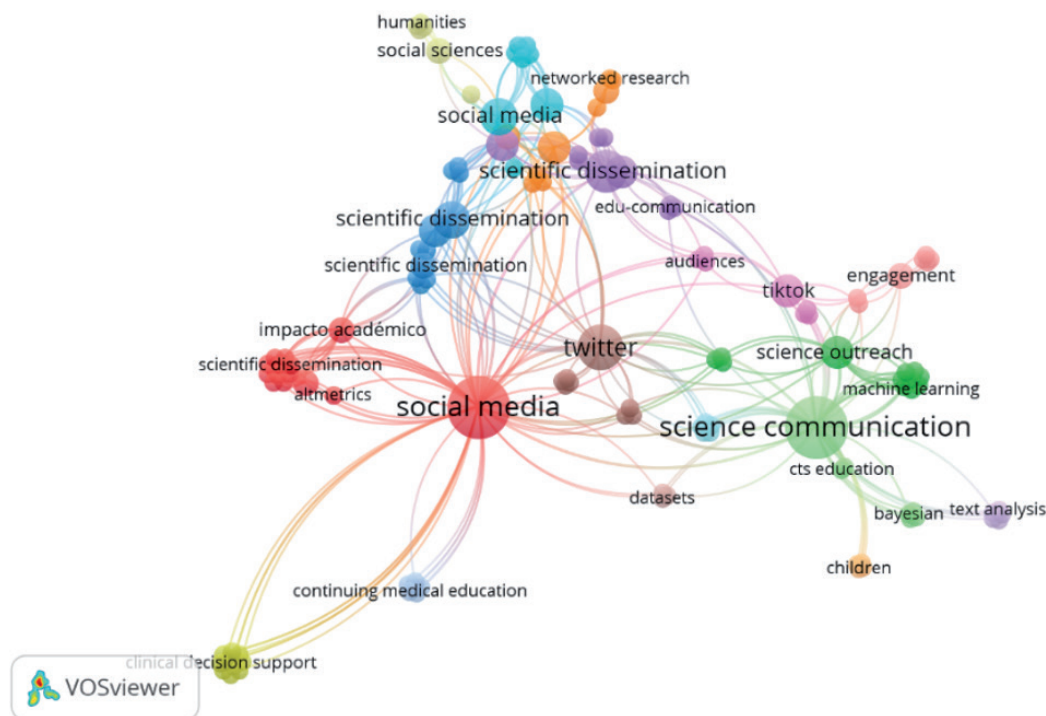 humanities
social sciences
networked research
social media
scientific dissemination
edu-communication
scientific dissemination
audiences
scientific dissemination
engagement
tiktok
impacto académico
twitter
science outreach
scientific dissemination
machine learning
altmetrics
social media
science communication
cts education
datasets
bayesian
text analysis
children
continuing medical education
clinical decision support
VOSviewer